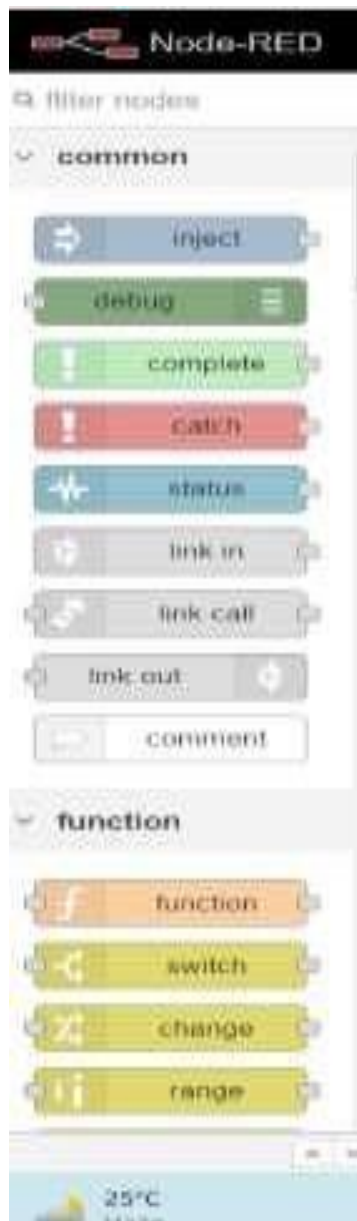 Node-RED
filter nodes
common
inject
debug
complete
catch
status
link in
link call
link out
comment
function
function
switch
change
range
25°C